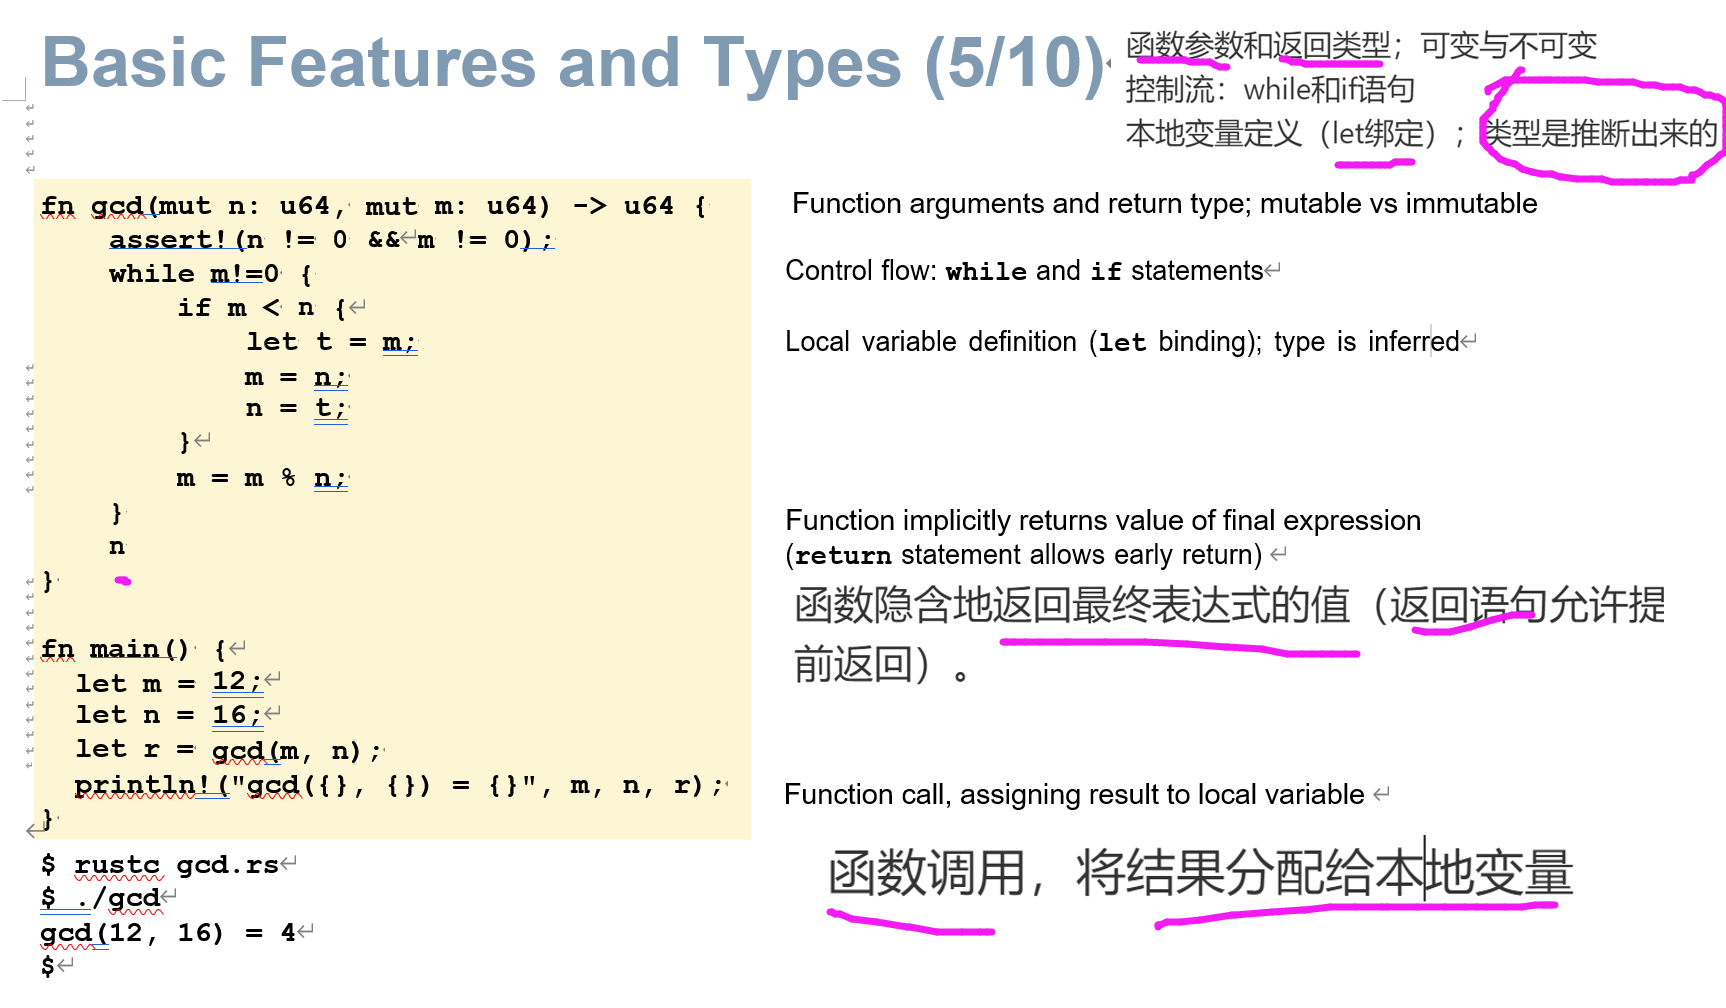 Basic Features and Types (5/10)
函数参数和返回类型；可变与不可变
控制流：while和if语句
本地变量定义（let绑定）；类型是推断出来的
fn gcd(mut n: u64, mut m: u64) -> u64 {
assert!(n != 0 && m != 0);
while m!=0 {
if m < n {
let t = m;
m = n;
n = t;
}
m = m % n;
}
n
}
fn main() {
let m = 12;
let n = 16;
let r = gcd(m, n);
println!("gcd({}, {}) = {}", m, n, r);
}
$ rustc gcd.rs
$ ./gcd
gcd(12, 16) = 4
$
Function arguments and return type; mutable vs immutable
Control flow: while and if statements
Local variable definition (let binding); type is inferred
Function implicitly returns value of final expression
(return statement allows early return)
函数隐含地返回最终表达式的值（返回语句允许提
前返回）。
Function call, assigning result to local variable
函数调用，将结果分配给本地变量